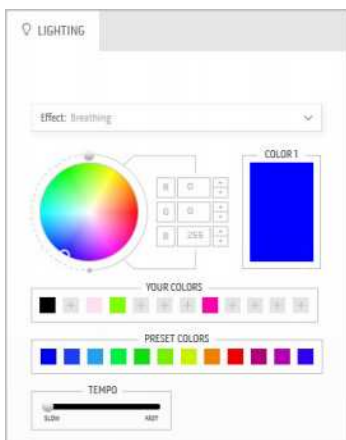 LIGHTING
Effect: Breathing
COLOR 1
R 0
G 0
B 255
YOUR COLORS
PRESET COLORS
TEMPO
SLOW FAST